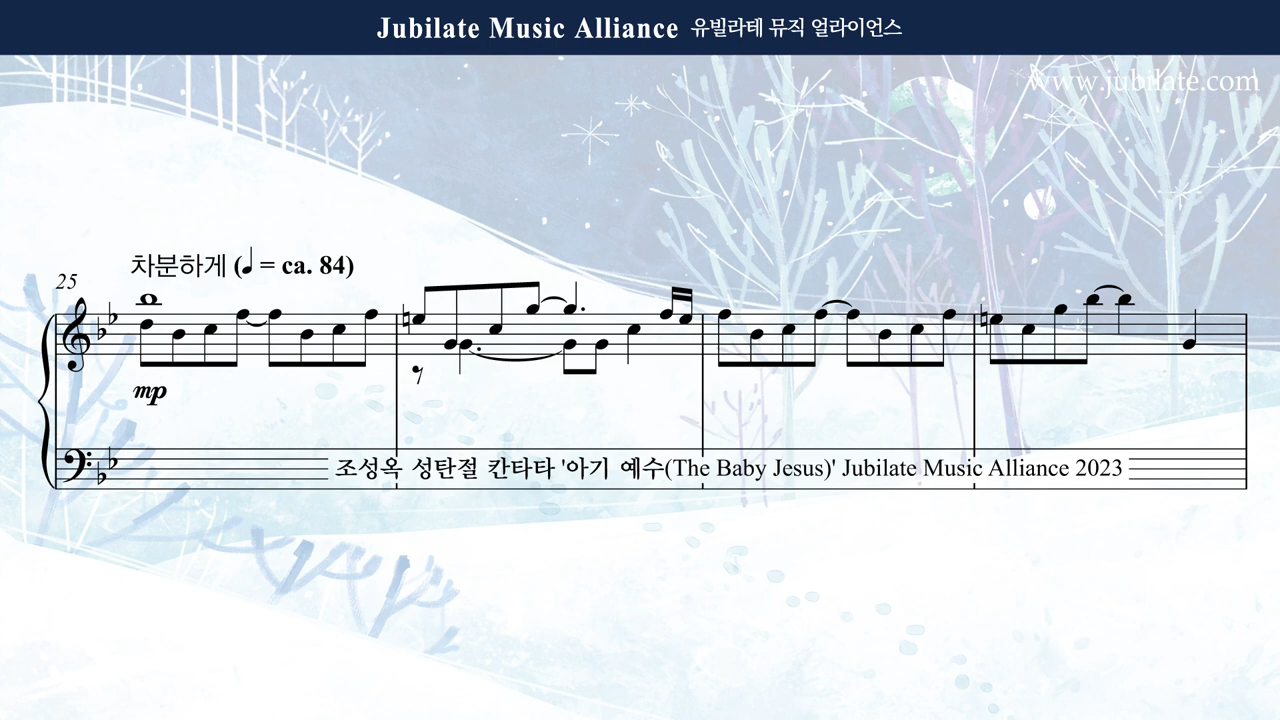 Jubilate Music Alliance 유빌라테 뮤직 얼라이언스
www.jubilate.com
차분하게 (♩ = ca. 84)
25
mp
조성옥 성탄절 칸타타 '아기 예수(The Baby Jesus)' Jubilate Music Alliance 2023